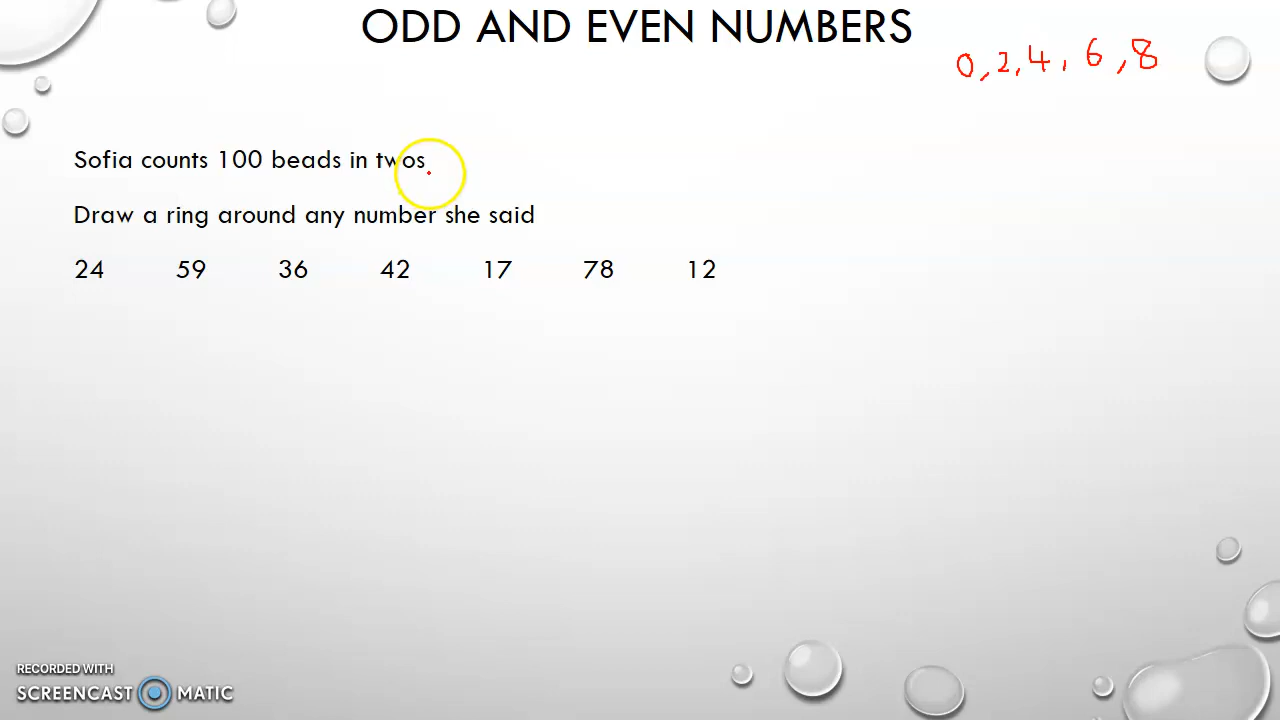 ODD AND EVEN NUMBERS
0, 2, 4, 6, 8
Sofia counts 100 beads in twos
Draw a ring around any number she said
24 59 36 42 17 78 12
RECORDED WITH
SCREENCAST MATIC